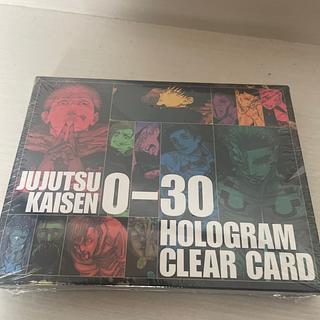 JUJUTSU
KAISEN 0-30
HOLOGRAM
CLEAR CARD